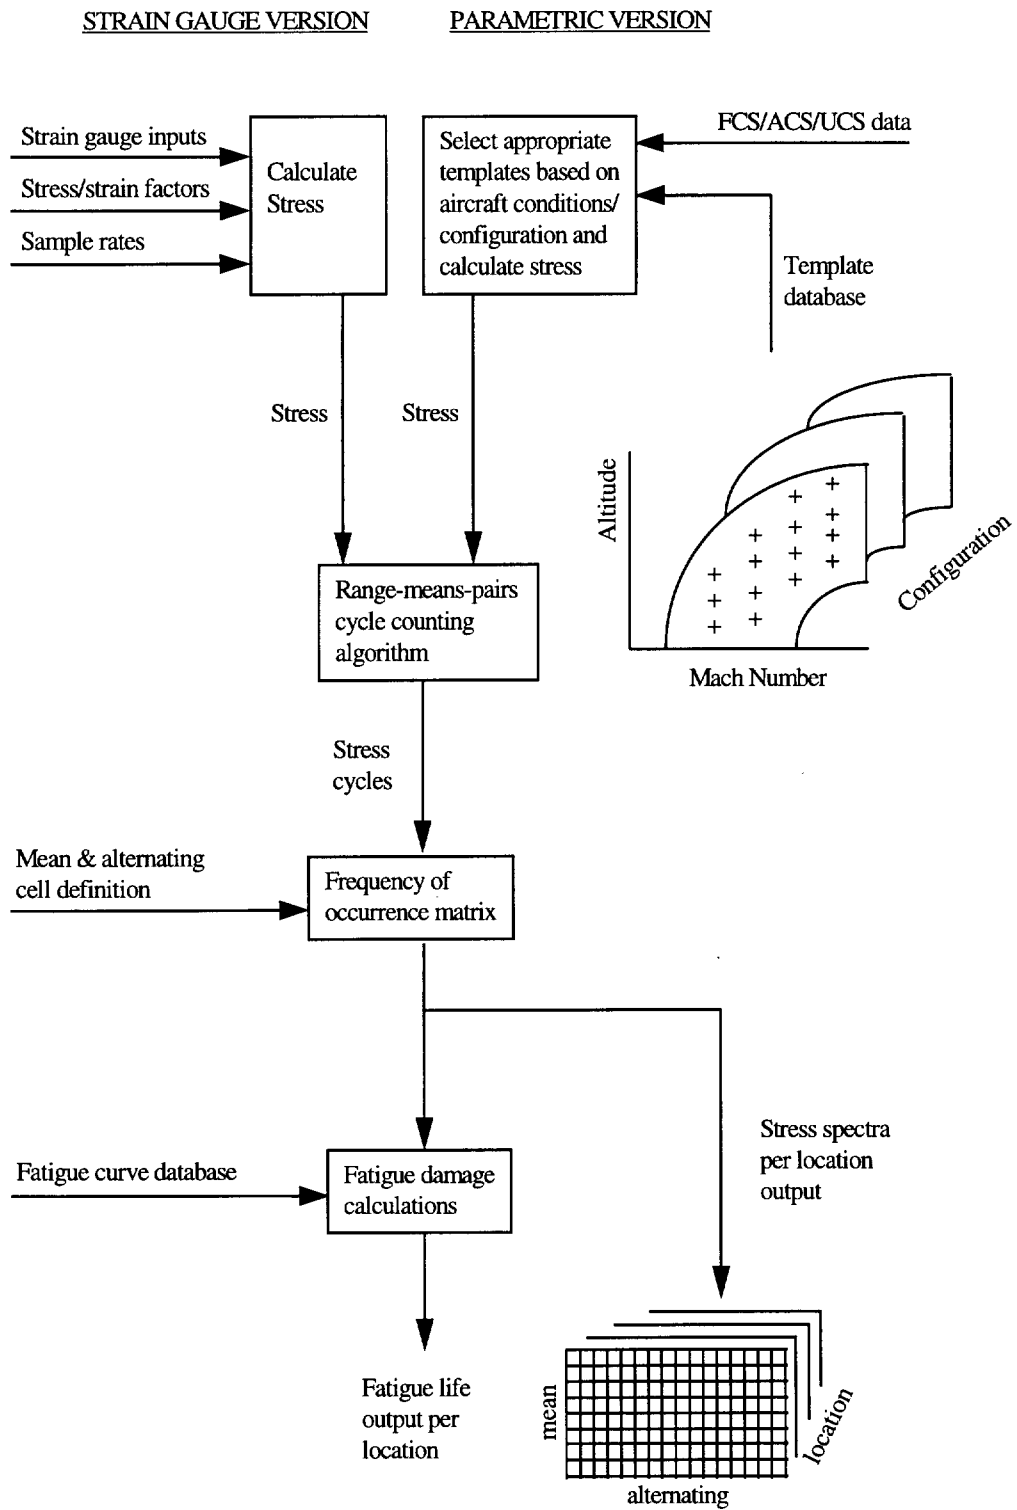 STRAIN GAUGE VERSION
PARAMETRIC VERSION
Strain gauge inputs
Stress/strain factors
Sample rates
Calculate
Stress
Select appropriate
templates based on
aircraft conditions/
configuration and
calculate stress
FCS/ACS/UCS data
Template
database
Stress
Stress
Altitude
Mach Number
Configuration
Range-means-pairs
cycle counting
algorithm
Stress
cycles
Mean & alternating
cell definition
Frequency of
occurrence matrix
Fatigue curve database
Fatigue damage
calculations
Stress spectra
per location
output
Fatigue life
output per
location
mean
alternating
location